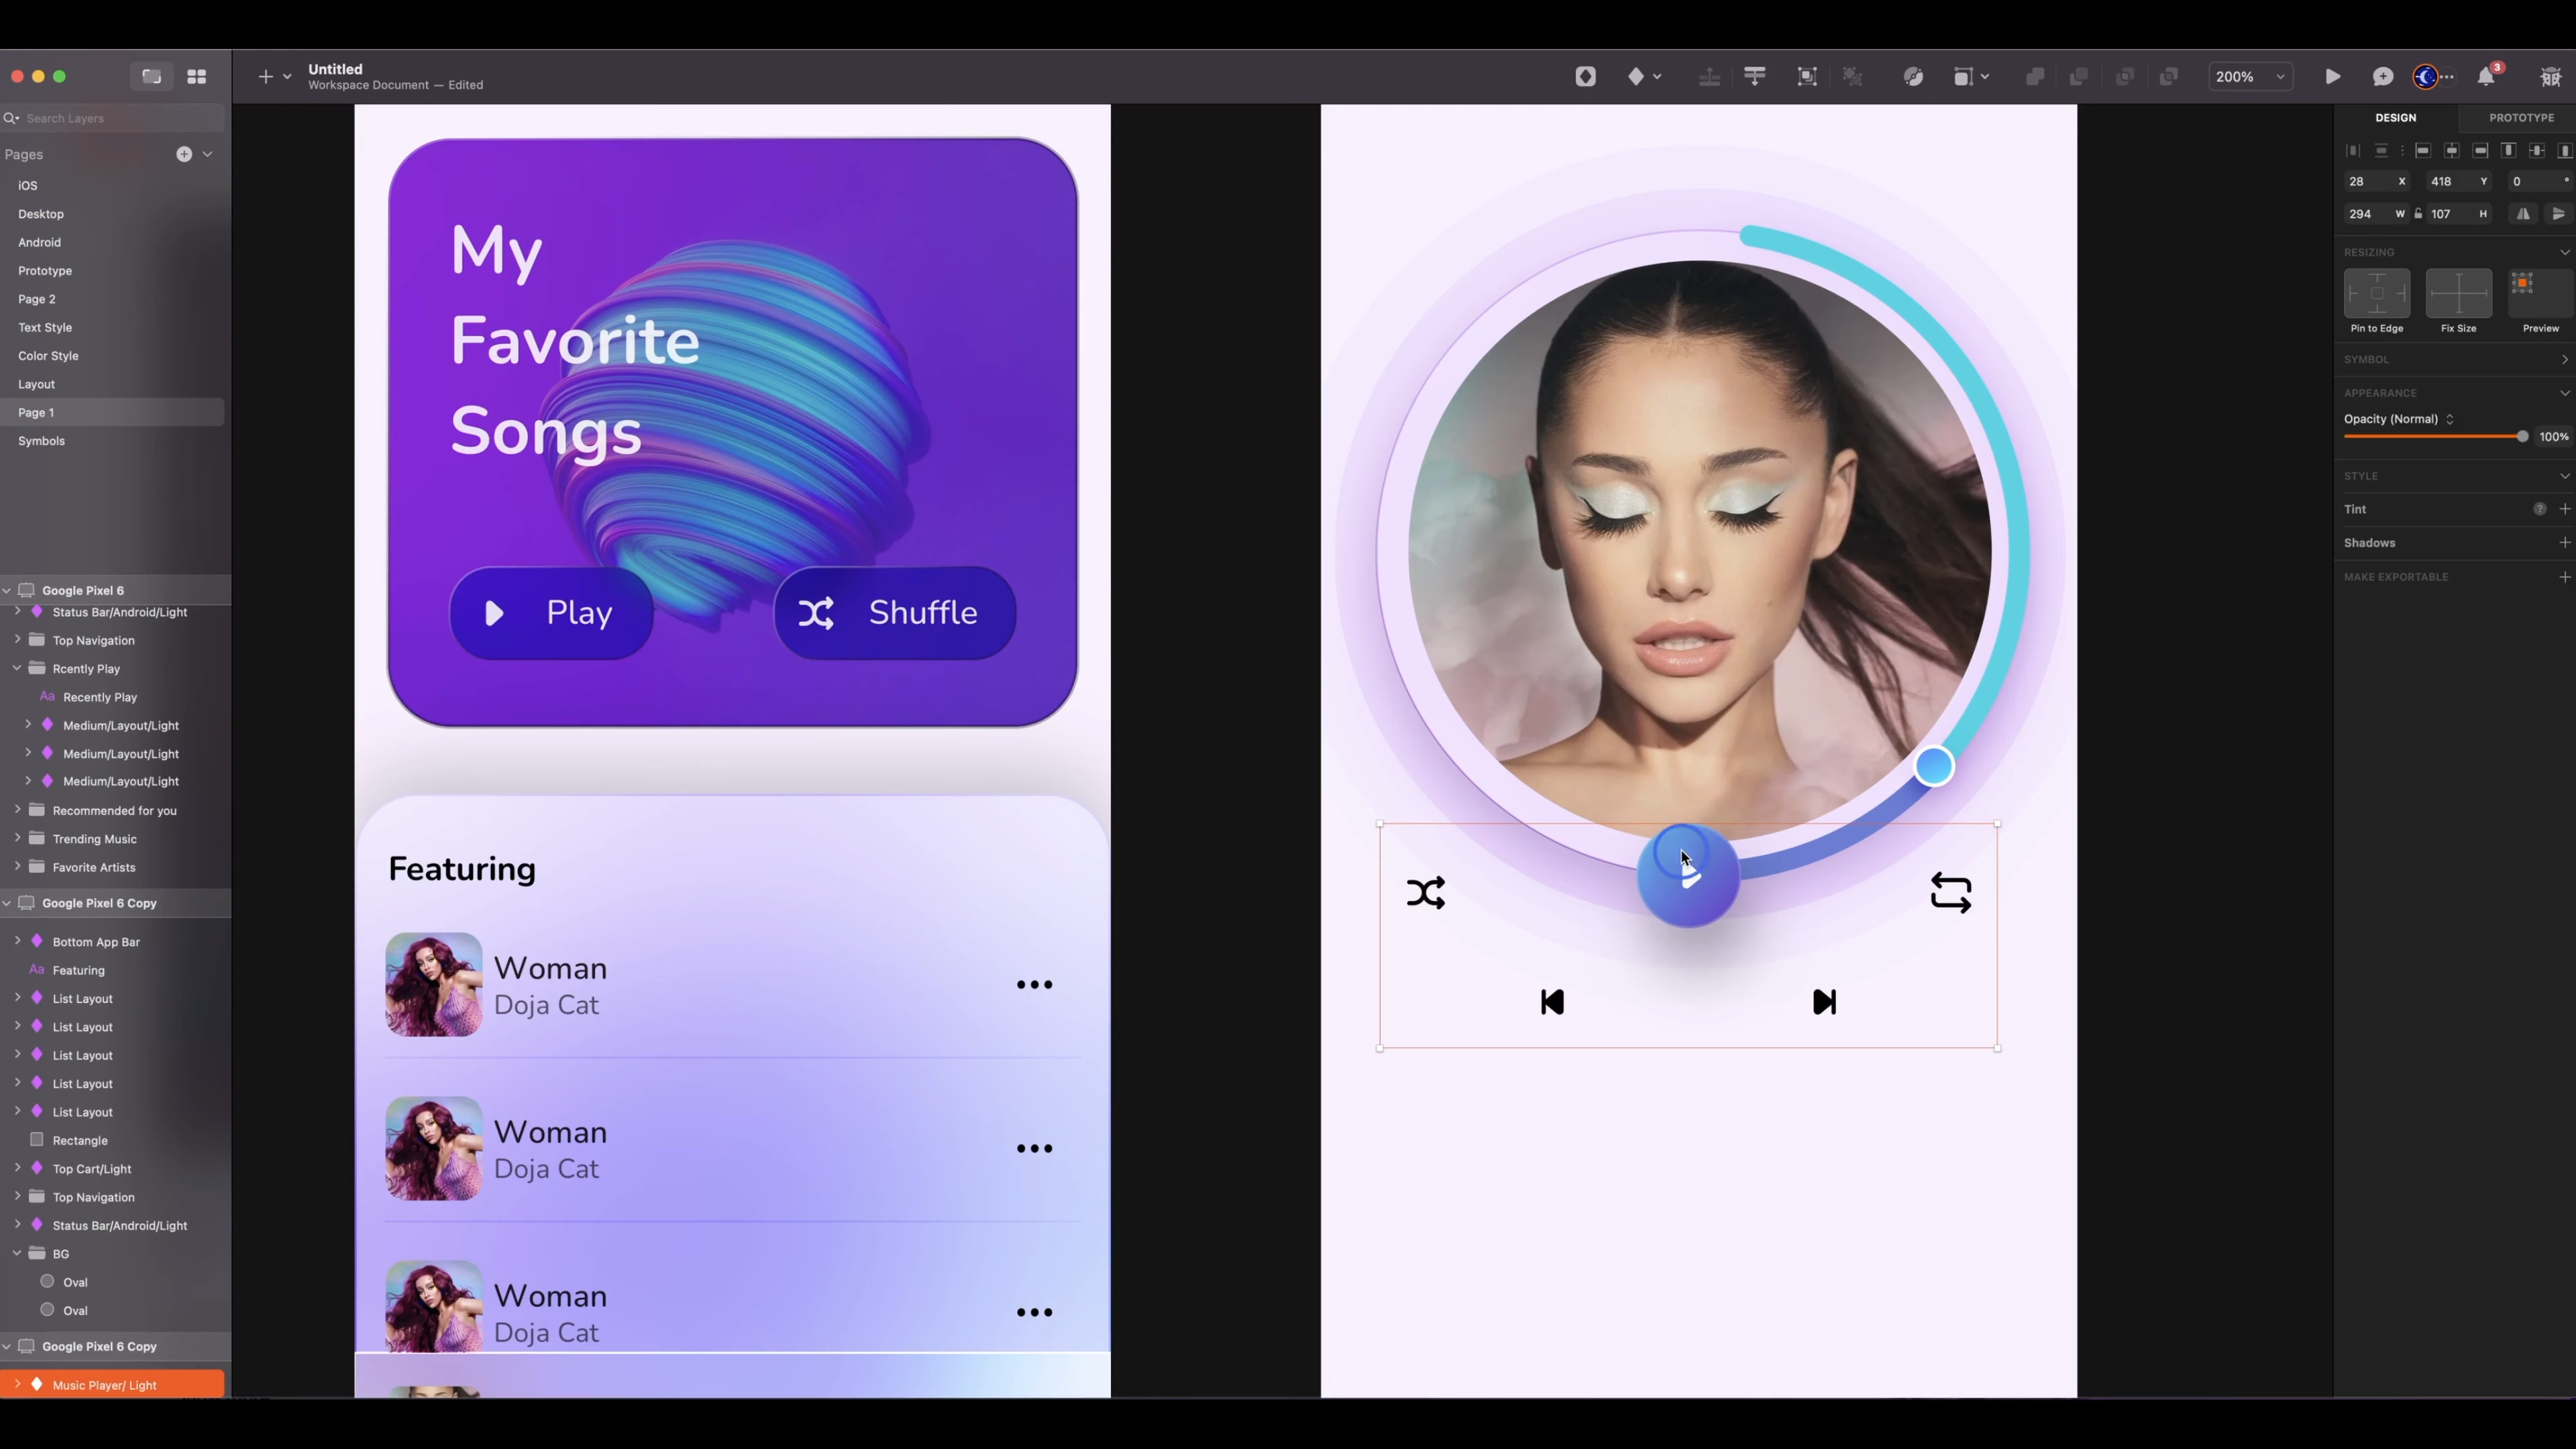 Untitled
Workspace Document — Edited
200%
3
Search Layers
Pages
iOS
Desktop
Android
Prototype
Page 2
Text Style
Color Style
Layout
Page 1
Symbols
Google Pixel 6
Status Bar/Android/Light
Top Navigation
Rcently Play
Aa Recently Play
Medium/Layout/Light
Medium/Layout/Light
Medium/Layout/Light
Recommended for you
Trending Music
Favorite Artists
Google Pixel 6 Copy
Bottom App Bar
Aa Featuring
List Layout
List Layout
List Layout
List Layout
List Layout
Rectangle
Top Cart/Light
Top Navigation
Status Bar/Android/Light
BG
Oval
Oval
Google Pixel 6 Copy
Music Player/ Light
My
Favorite
Songs
Play
Shuffle
Featuring
Woman
Doja Cat
Woman
Doja Cat
Woman
Doja Cat
DESIGN
PROTOTYPE
28 X 418 Y 0 °
294 W 107 H
RESIZING
Pin to Edge
Fix Size
Preview
SYMBOL
APPEARANCE
Opacity (Normal)
100%
STYLE
Tint
?
Shadows
MAKE EXPORTABLE